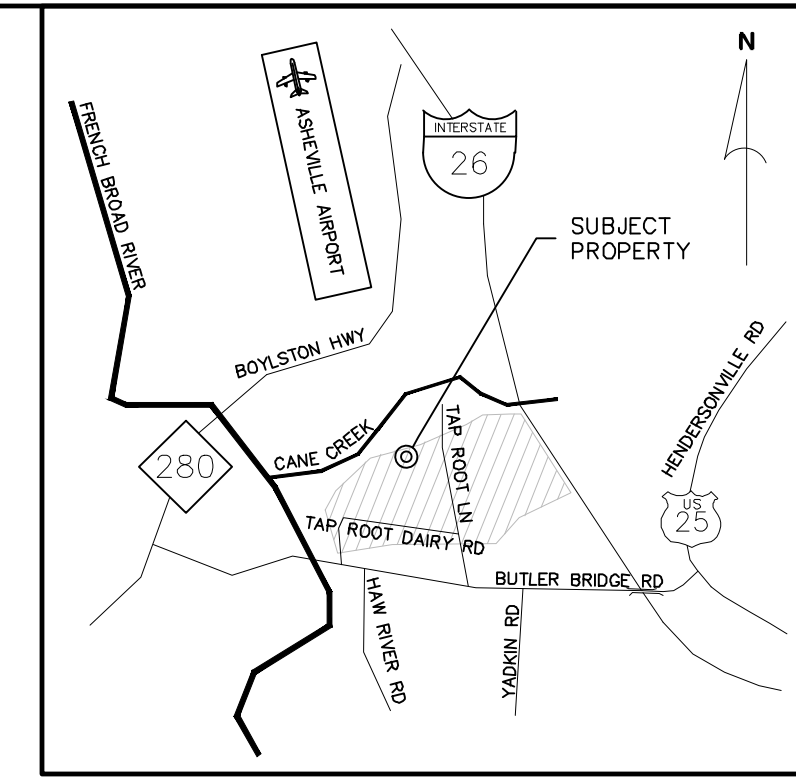 N
FRENCH BROAD RIVER
ASHEVILLE AIRPORT
INTERSTATE
26
SUBJECT
PROPERTY
BOYLSTON HWY
HENDERSONVILLE RD
CANE CREEK
TAP ROOT LN
280
US
25
TAP ROOT DAIRY RD
BUTLER BRIDGE RD
HAW RIVER RD
YADKIN RD